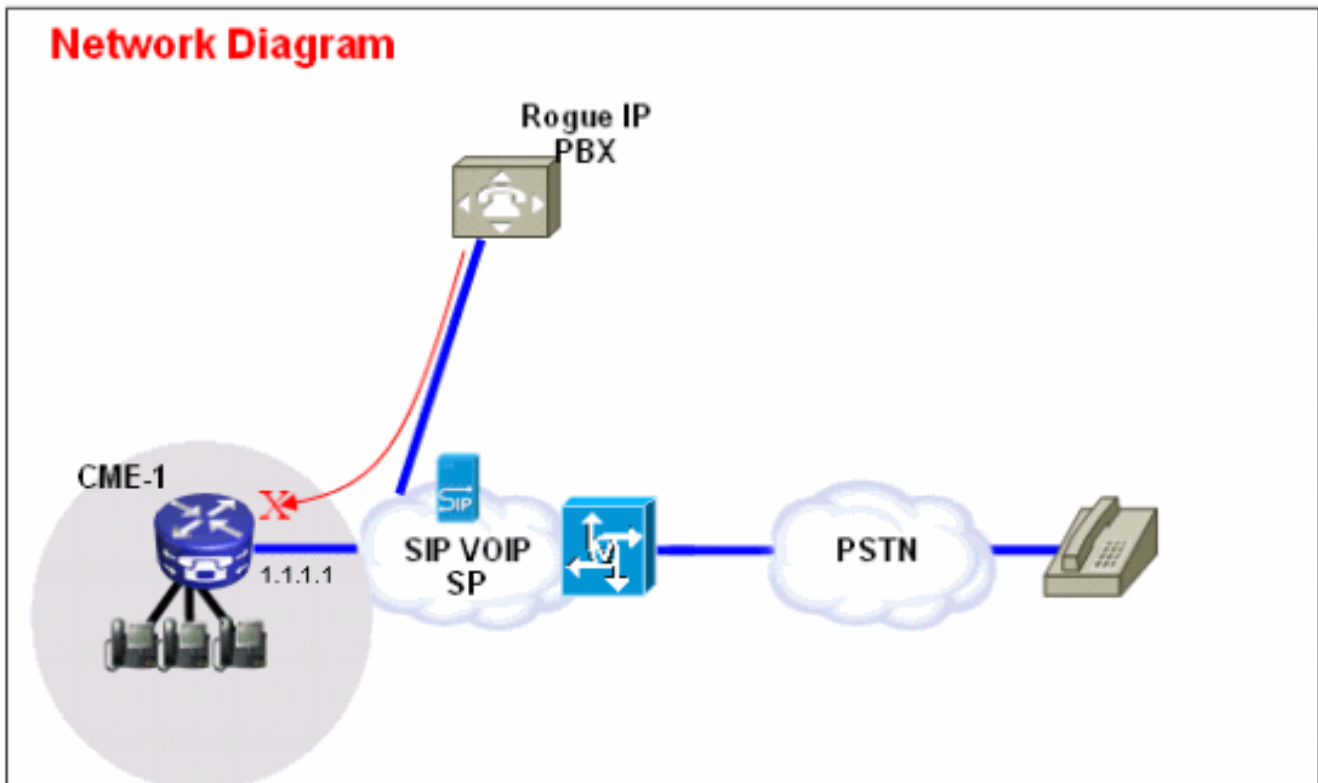 Network Diagram
Rogue IP
PBX
CME-1
X
1.1.1.1
SIP
SIP VOIP
SP
V
PSTN